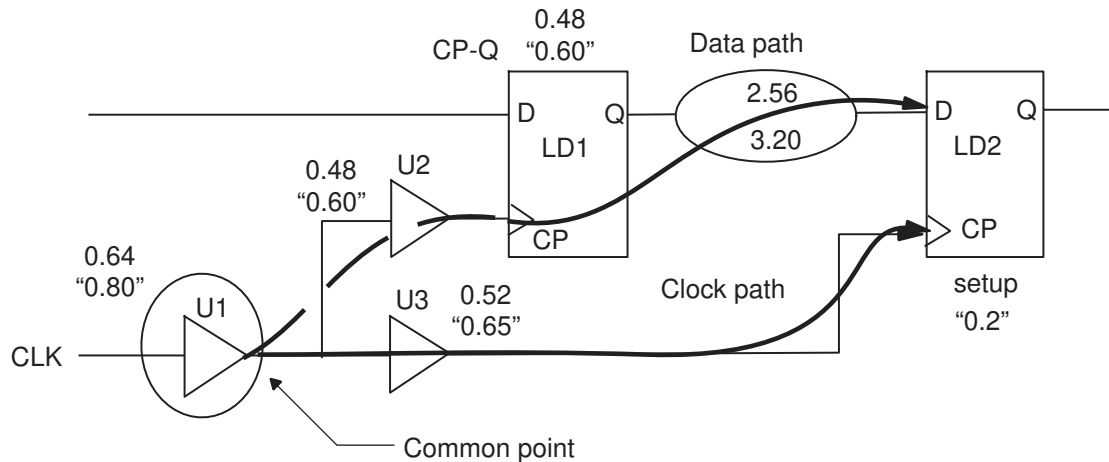 0.48
CP-Q “0.60”
Data path
D Q
LD1
CP
2.56
3.20
D Q
LD2
CP
setup
“0.2”
0.48
“0.60”
U2
0.64
“0.80”
U1
CLK
U3
0.52
“0.65”
Clock path
Common point